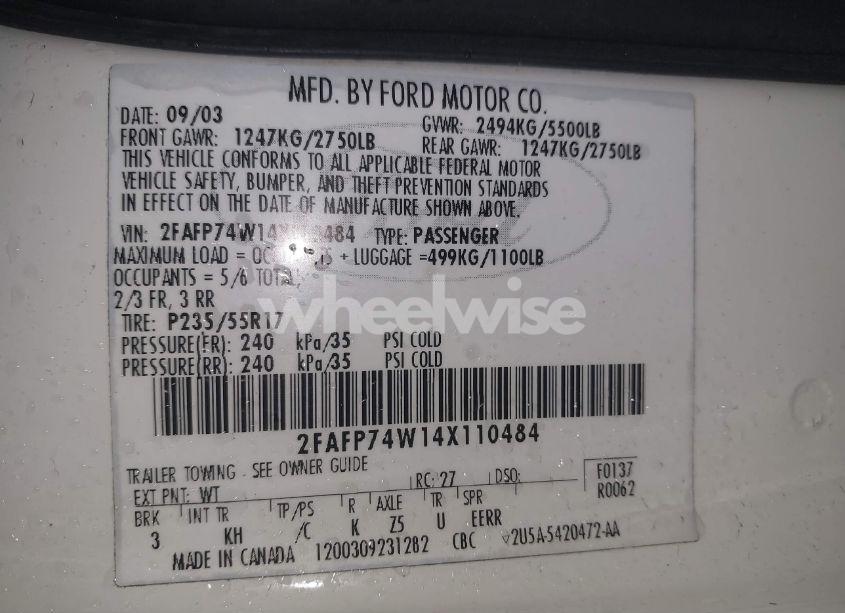 MFD. BY FORD MOTOR CO.
DATE: 09/03 GVWR: 2494KG/5500LB
FRONT GAWR: 1247KG/2750LB REAR GAWR: 1247KG/2750LB
THIS VEHICLE CONFORMS TO ALL APPLICABLE FEDERAL MOTOR
VEHICLE SAFETY, BUMPER, AND THEFT PREVENTION STANDARDS
IN EFFECT ON THE DATE OF MANUFACTURE SHOWN ABOVE.
VIN: 2FAFP74W14X110484 TYPE: PASSENGER
MAXIMUM LOAD = + LUGGAGE =499KG/1100LB
OCCUPANTS = 5/6 TOTAL,
2/3 FR, 3 RR
TIRE: P235/55R17
PRESSURE(FR): 240 kPa/35 PSI COLD
PRESSURE(RR): 240 kPa/35 PSI COLD
wheelwise
2FAFP74W14X110484
TRAILER TOWING - SEE OWNER GUIDE
EXT PNT: WT RC: 27 DSO: F0137
R0062
BRK INT TR TP/PS R AXLE TR SPR
3 KH /C K Z5 U EERR
MADE IN CANADA 1200309231282 CBC 2U5A-5420472-AA